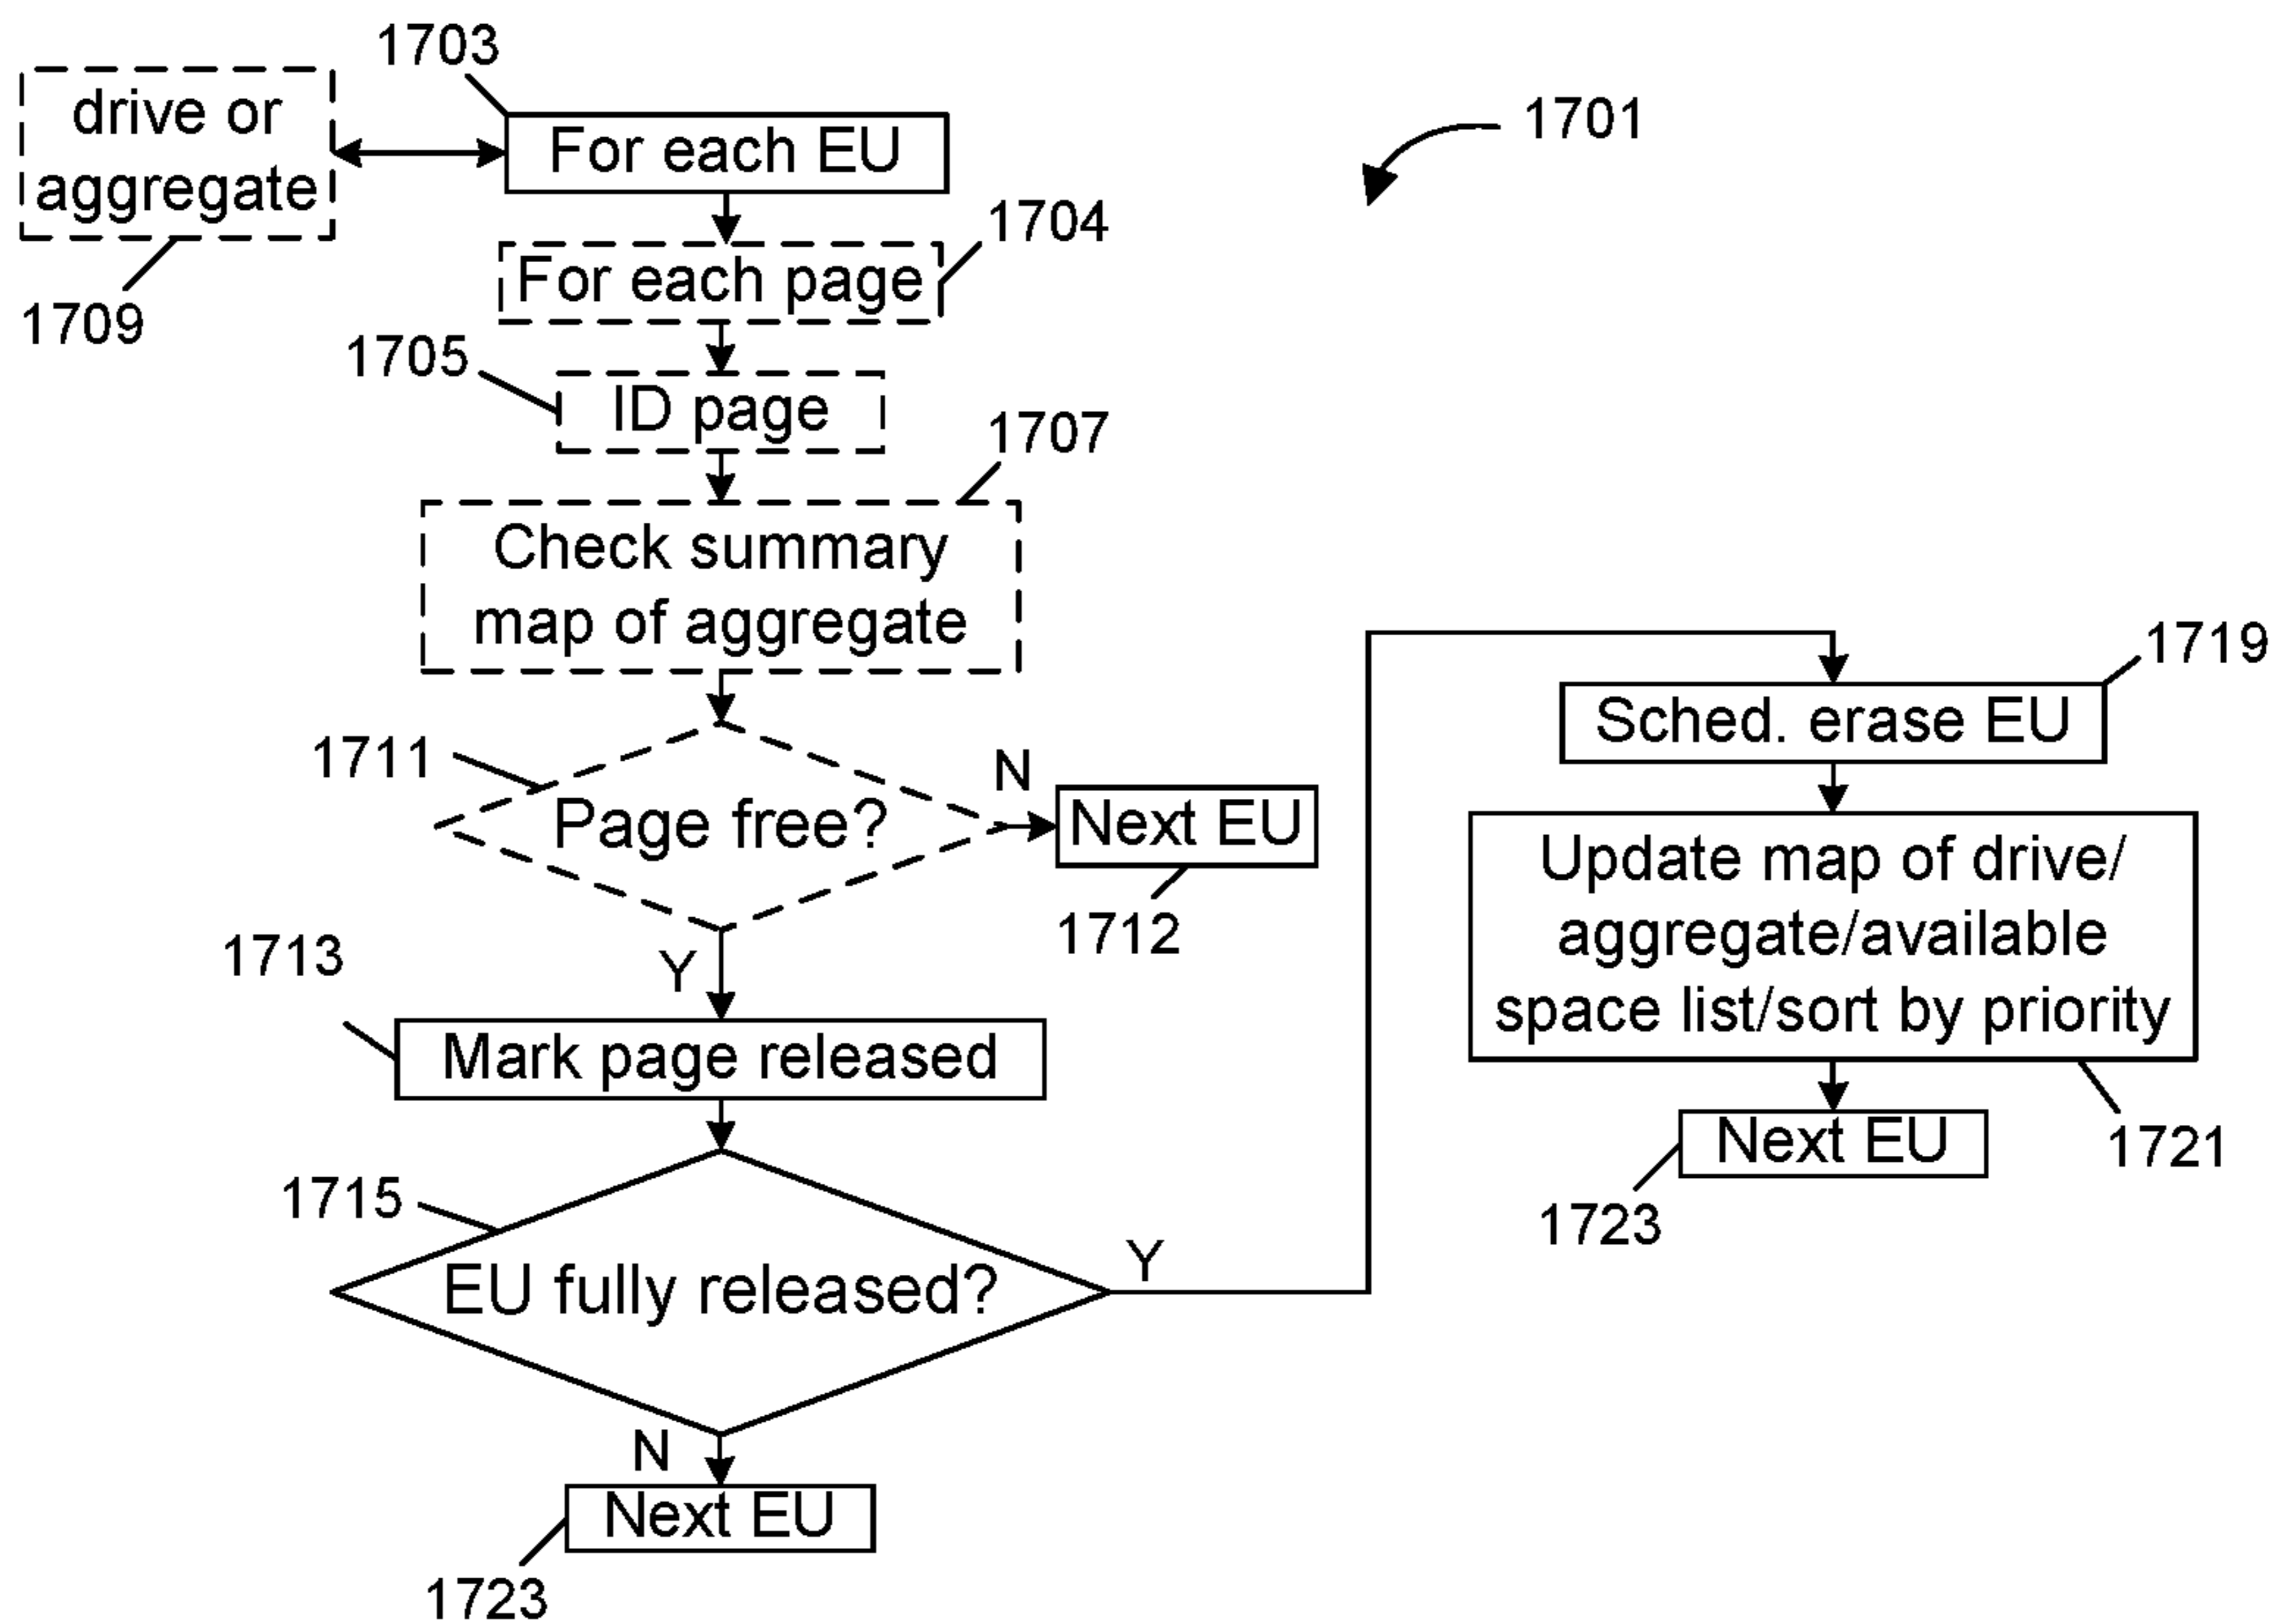 1703
drive or
aggregate
For each EU
1701
1709
1704
For each page
1705
ID page
1707
Check summary
map of aggregate
1711
Page free?
N
Next EU
1712
Y
1713
Mark page released
1715
EU fully released?
Y
N
Next EU
1723
1719
Sched. erase EU
Update map of drive/
aggregate/available
space list/sort by priority
1721
Next EU
1723